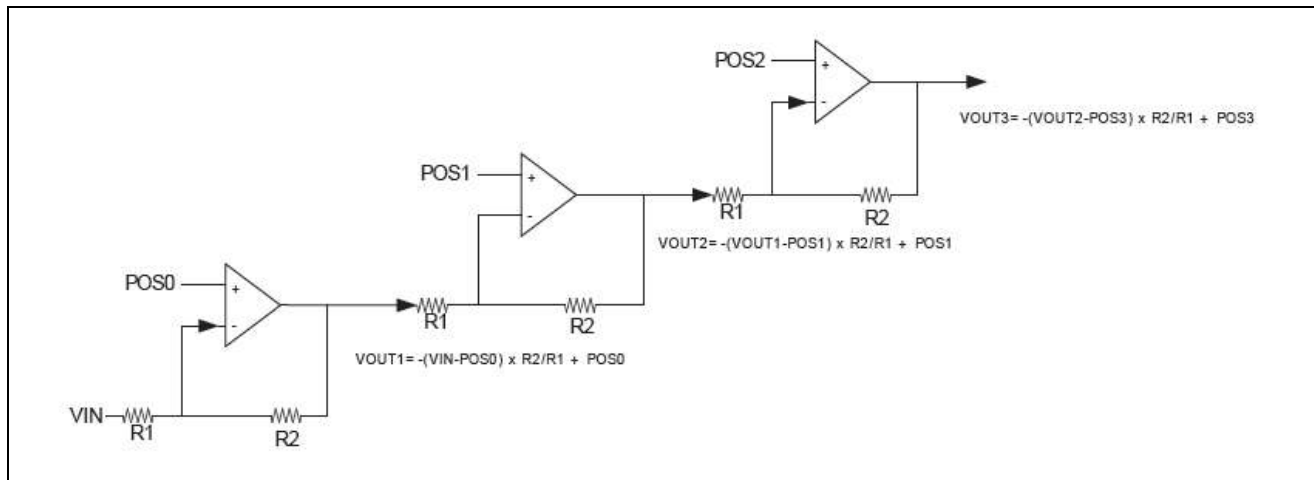 POS2
+
-
VOUT3= -(VOUT2-POS3) x R2/R1 + POS3
R1
R2
POS1
+
-
VOUT2= -(VOUT1-POS1) x R2/R1 + POS1
R1
R2
POS0
+
-
VOUT1= -(VIN-POS0) x R2/R1 + POS0
VIN
R1
R2